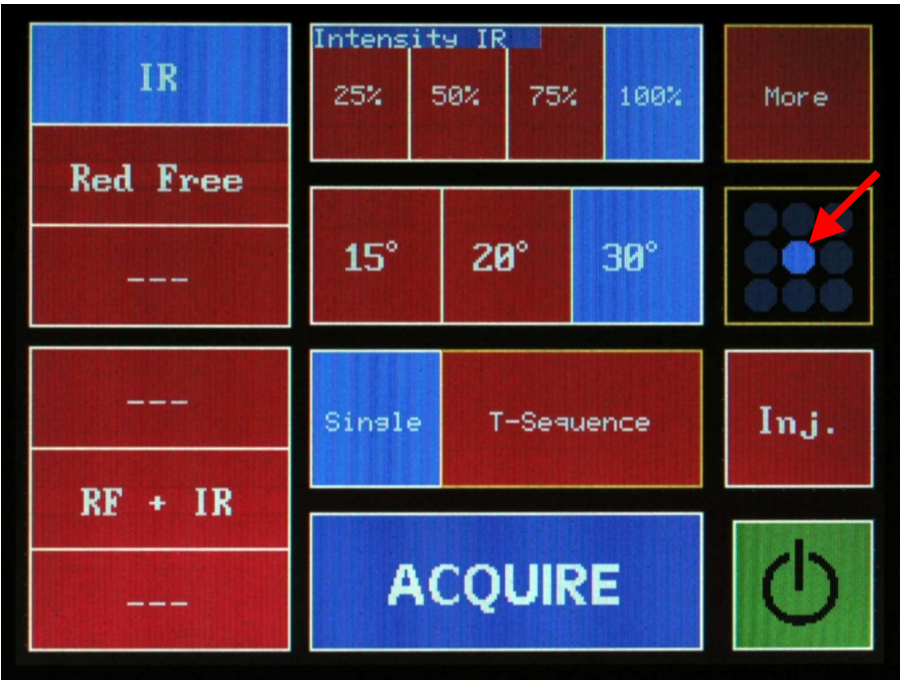 IR
Red Free
---
---
RF + IR
---
Intensity IR
25% 50% 75% 100%
15° 20° 30°
Single T-Sequence
ACQUIRE
More
Inj.